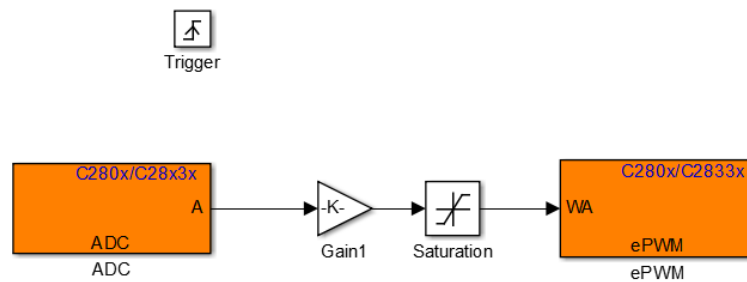 Trigger
C280x/C28x3x
A
ADC
ADC
-K-
Gain1
Saturation
C280x/C2833x
WA
ePWM
ePWM